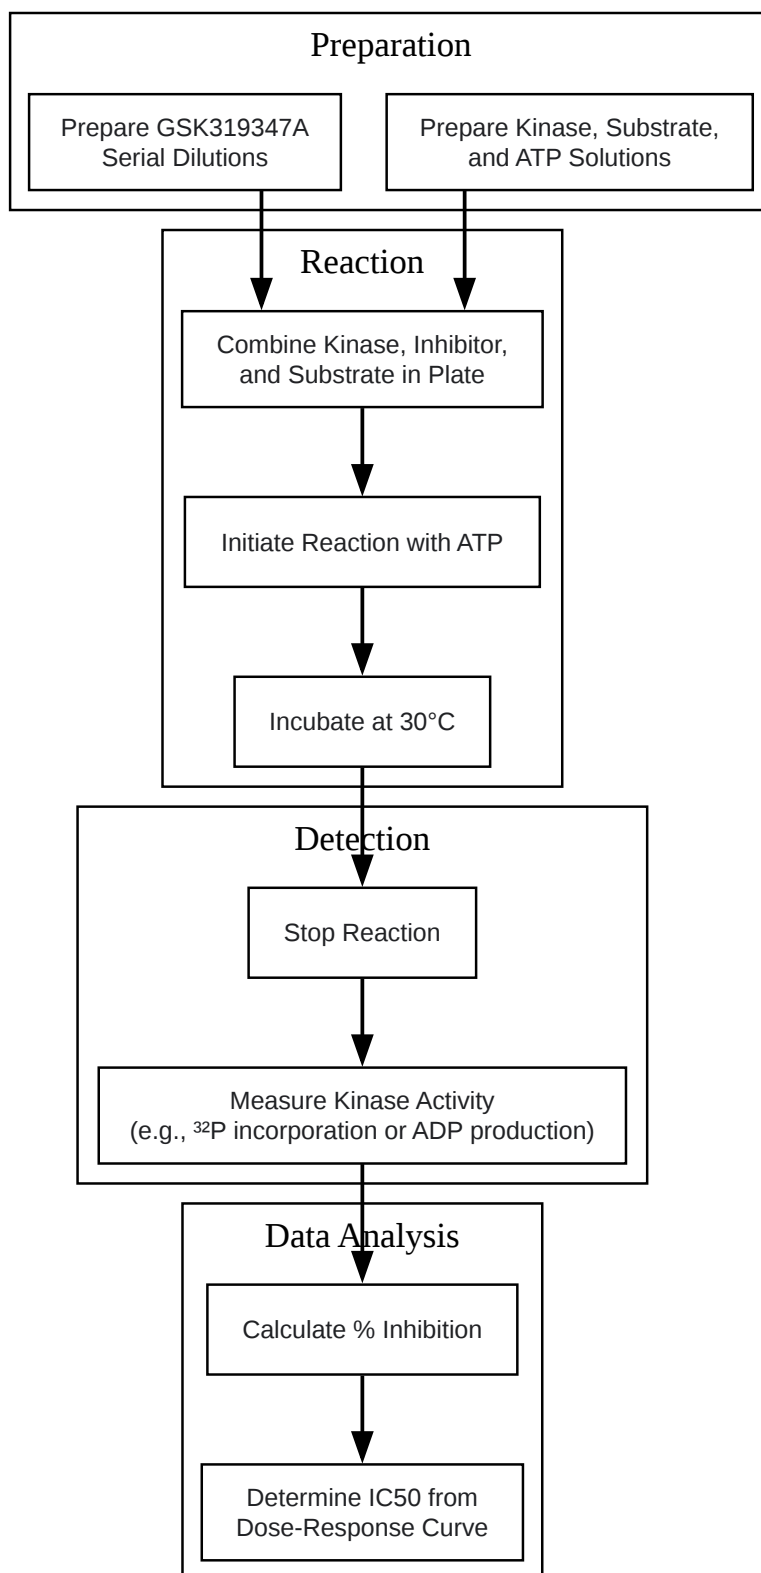 Preparation
Prepare GSK319347A
Serial Dilutions
Prepare Kinase, Substrate,
and ATP Solutions
Reaction
Combine Kinase, Inhibitor,
and Substrate in Plate
Initiate Reaction with ATP
Incubate at 30°C
Detection
Stop Reaction
Measure Kinase Activity
(e.g., ³²P incorporation or ADP production)
Data Analysis
Calculate % Inhibition
Determine IC50 from
Dose-Response Curve